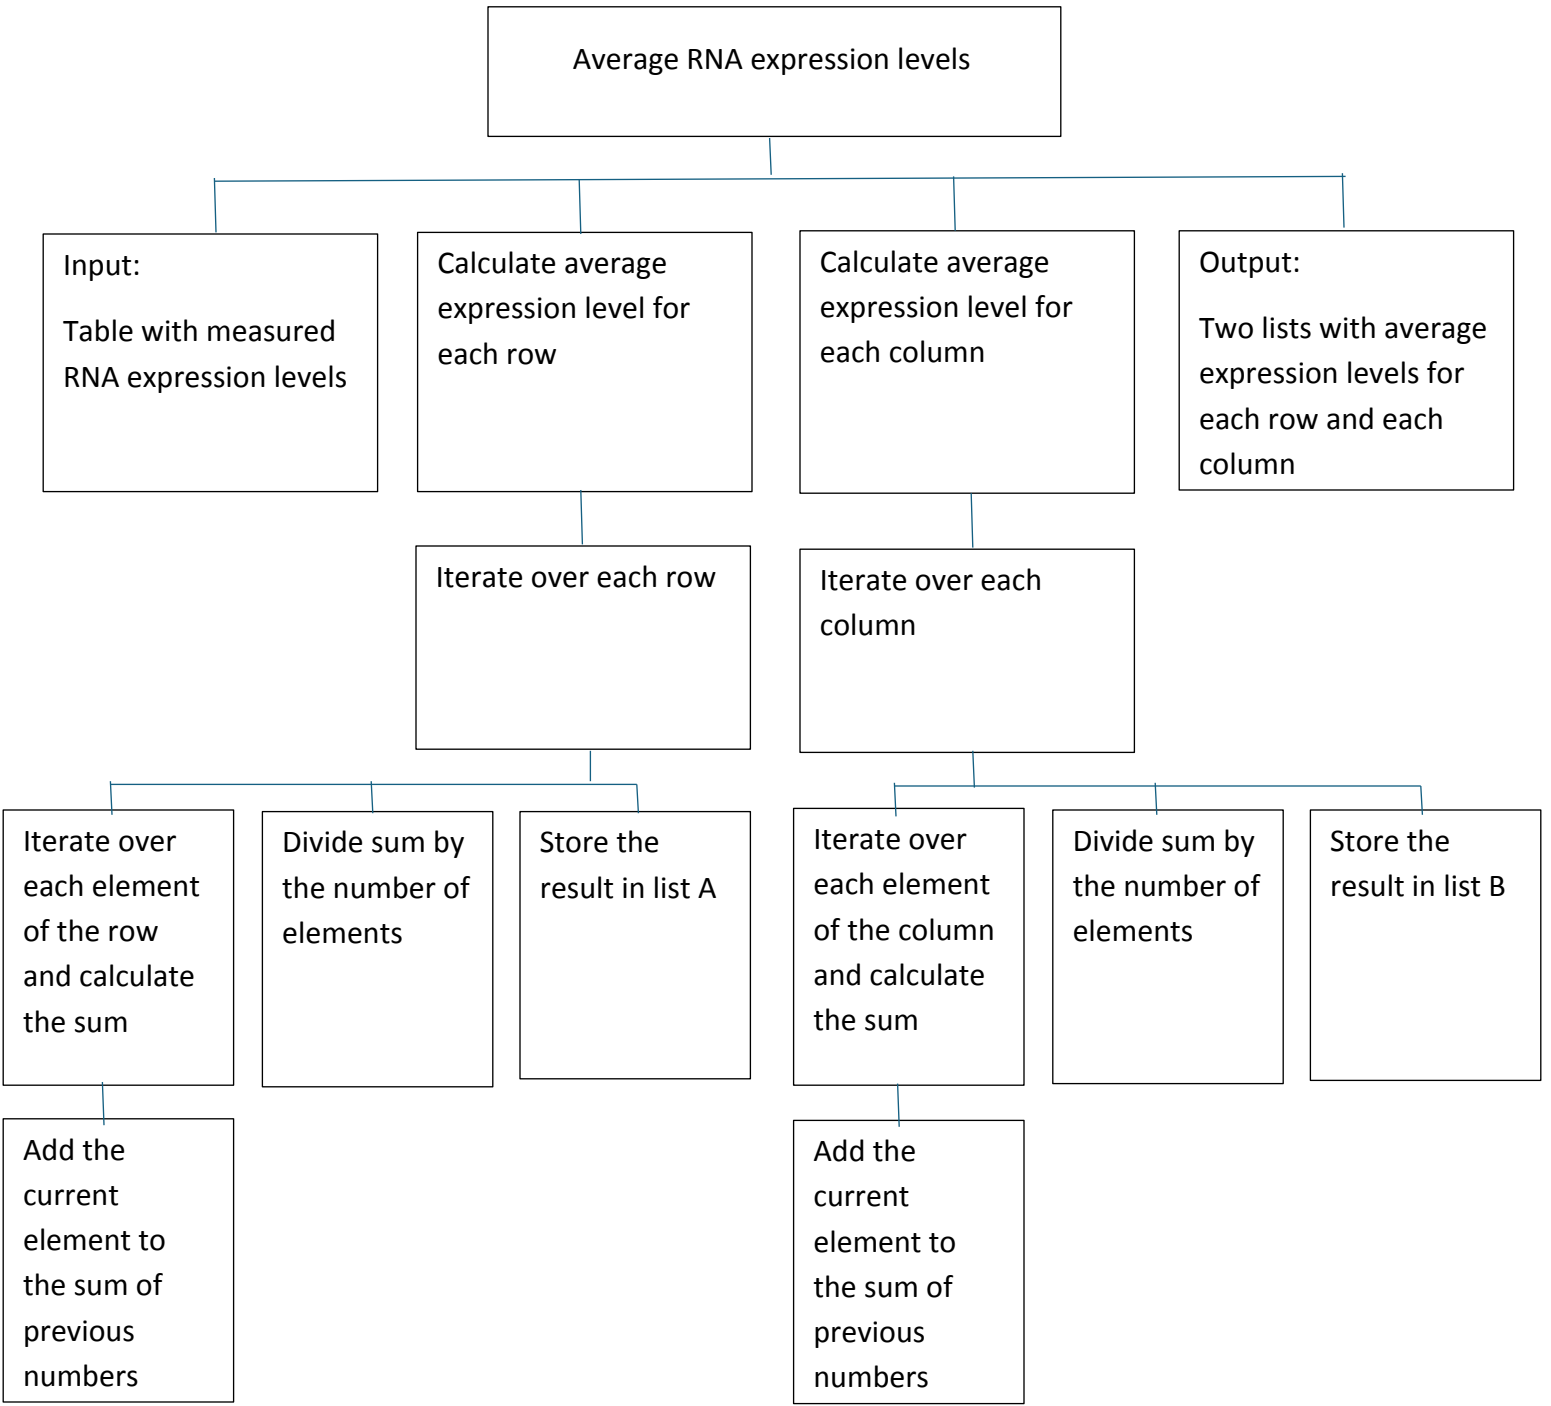 Average RNA expression levels
Input:
Table with measured
RNA expression levels
Calculate average
expression level for
each row
Calculate average
expression level for
each column
Output:
Two lists with average
expression levels for
each row and each
column
Iterate over each row
Iterate over each
column
Iterate over
each element
of the row
and calculate
the sum
Divide sum by
the number of
elements
Store the
result in list A
Iterate over
each element
of the column
and calculate
the sum
Divide sum by
the number of
elements
Store the
result in list B
Add the
current
element to
the sum of
previous
numbers
Add the
current
element to
the sum of
previous
numbers